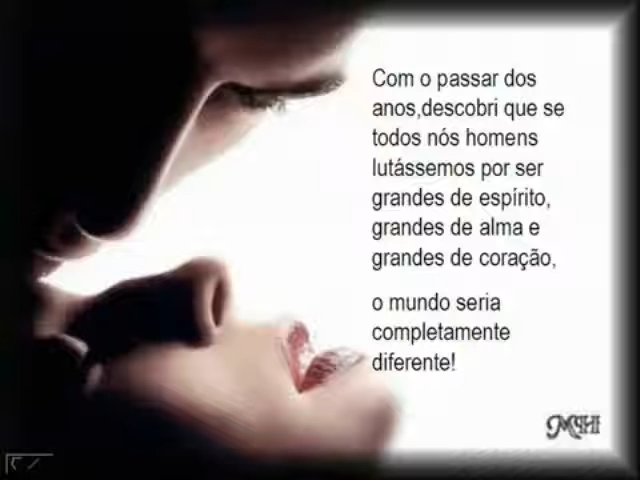 Com o passar dos
anos,descobri que se
todos nós homens
lutássemos por ser
grandes de espírito,
grandes de alma e
grandes de coração,
o mundo seria
completamente
diferente!
MPH